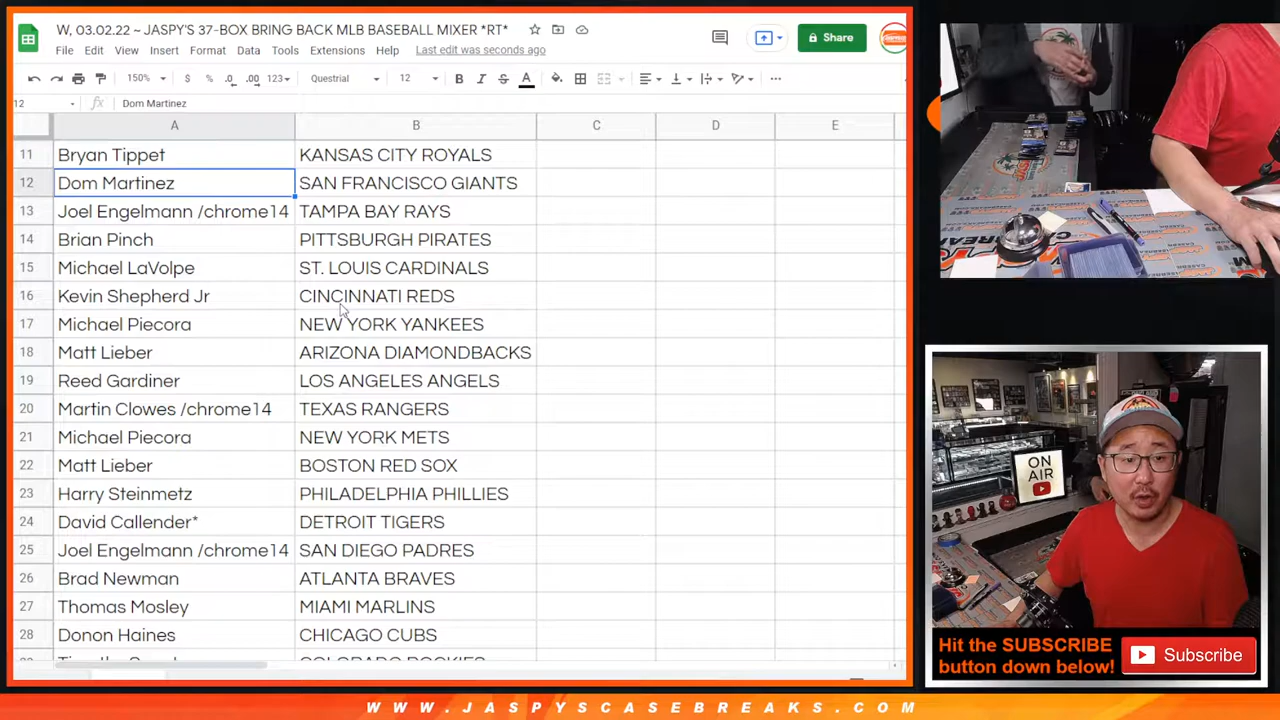 W, 03.02.22 ~ JASPY'S 37-BOX BRING BACK MLB BASEBALL MIXER *RT*
File Edit View Insert Format Data Tools Extensions Help Last edit was seconds ago
Share
150% $ % .0 .00 123 Questrial 12 B I S A
12 fx Dom Martinez
A B C D E
11 Bryan Tippet KANSAS CITY ROYALS
12 Dom Martinez SAN FRANCISCO GIANTS
13 Joel Engelmann /chrome14 TAMPA BAY RAYS
14 Brian Pinch PITTSBURGH PIRATES
15 Michael LaVolpe ST. LOUIS CARDINALS
16 Kevin Shepherd Jr CINCINNATI REDS
17 Michael Piecora NEW YORK YANKEES
18 Matt Lieber ARIZONA DIAMONDBACKS
19 Reed Gardiner LOS ANGELES ANGELS
20 Martin Clowes /chrome14 TEXAS RANGERS
21 Michael Piecora NEW YORK METS
22 Matt Lieber BOSTON RED SOX
23 Harry Steinmetz PHILADELPHIA PHILLIES
24 David Callender* DETROIT TIGERS
25 Joel Engelmann /chrome14 SAN DIEGO PADRES
26 Brad Newman ATLANTA BRAVES
27 Thomas Mosley MIAMI MARLINS
28 Donon Haines CHICAGO CUBS
COLORADO ROCKIES
ON
AIR
Hit the SUBSCRIBE
button down below!
Subscribe
WWW.JASPYSCASEBREAKS.COM